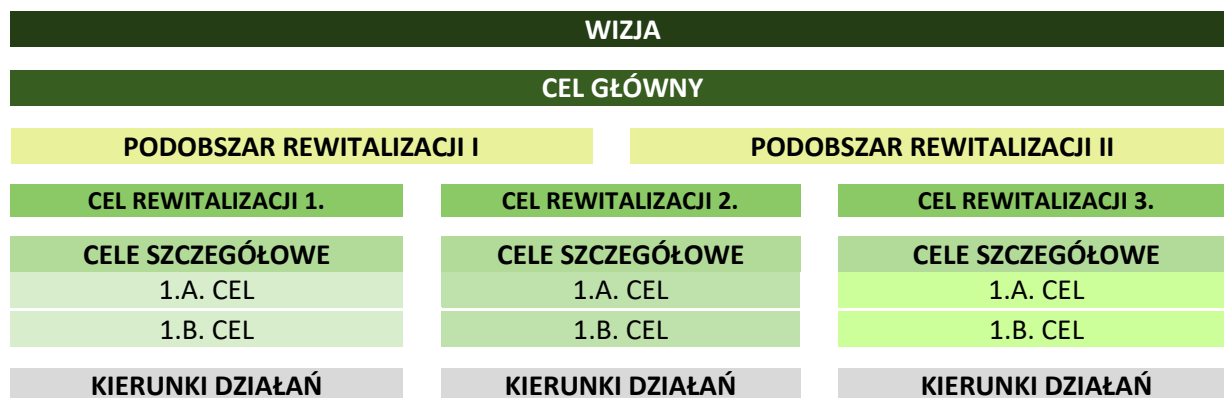 WIZJA
CEL GŁÓWNY
PODOBSZAR REWITALIZACJI I
PODOBSZAR REWITALIZACJI II
CEL REWITALIZACJI 1.
CEL REWITALIZACJI 2.
CEL REWITALIZACJI 3.
CELE SZCZEGÓŁOWE
CELE SZCZEGÓŁOWE
CELE SZCZEGÓŁOWE
1.A. CEL
1.A. CEL
1.A. CEL
1.B. CEL
1.B. CEL
1.B. CEL
KIERUNKI DZIAŁAŃ
KIERUNKI DZIAŁAŃ
KIERUNKI DZIAŁAŃ